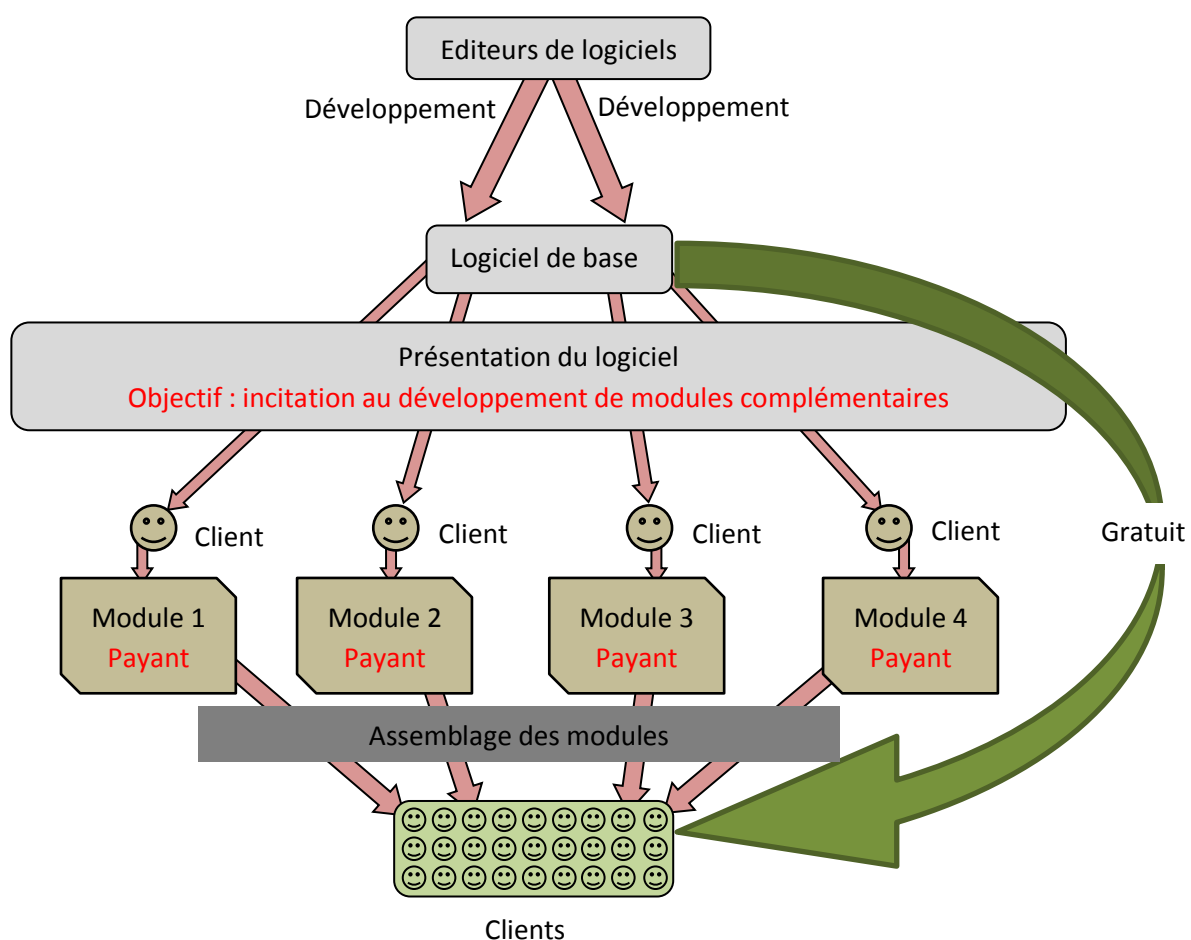 Editeurs de logiciels
Développement
Développement
Logiciel de base
Présentation du logiciel
Objectif : incitation au développement de modules complémentaires
Client
Client
Client
Client
Gratuit
Module 1
Payant
Module 2
Payant
Module 3
Payant
Module 4
Payant
Assemblage des modules
Clients